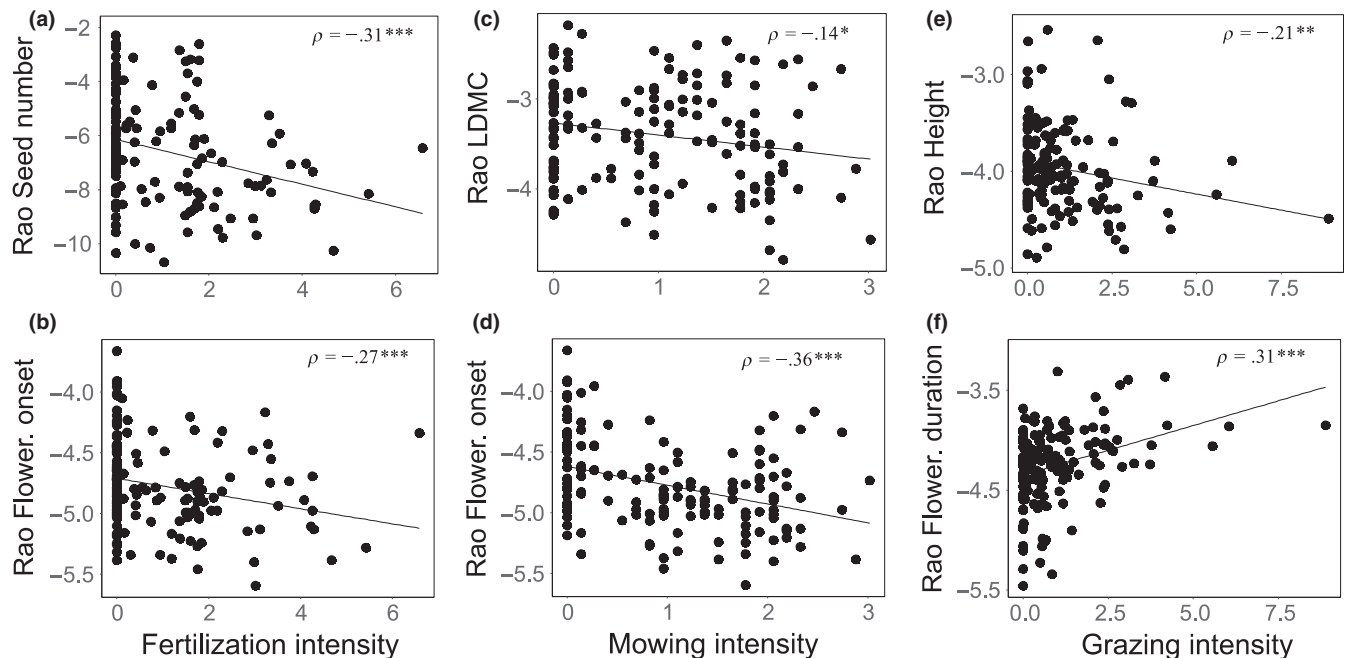 (a)
ρ = −.31***
Rao Seed number
−2
−4
−6
−8
−10
0
2
4
6
(c)
ρ = −.14*
Rao LDMC
−3
−4
0
1
2
3
(e)
ρ = −.21**
Rao Height
−3.0
−4.0
−5.0
0.0
2.5
5.0
7.5
(b)
ρ = −.27***
Rao Flower. onset
−4.0
−4.5
−5.0
−5.5
0
2
4
6
Fertilization intensity
(d)
ρ = −.36***
Rao Flower. onset
−4.0
−4.5
−5.0
−5.5
0
1
2
3
Mowing intensity
(f)
ρ = .31***
Rao Flower. duration
−3.5
−4.5
−5.5
0.0
2.5
5.0
7.5
Grazing intensity